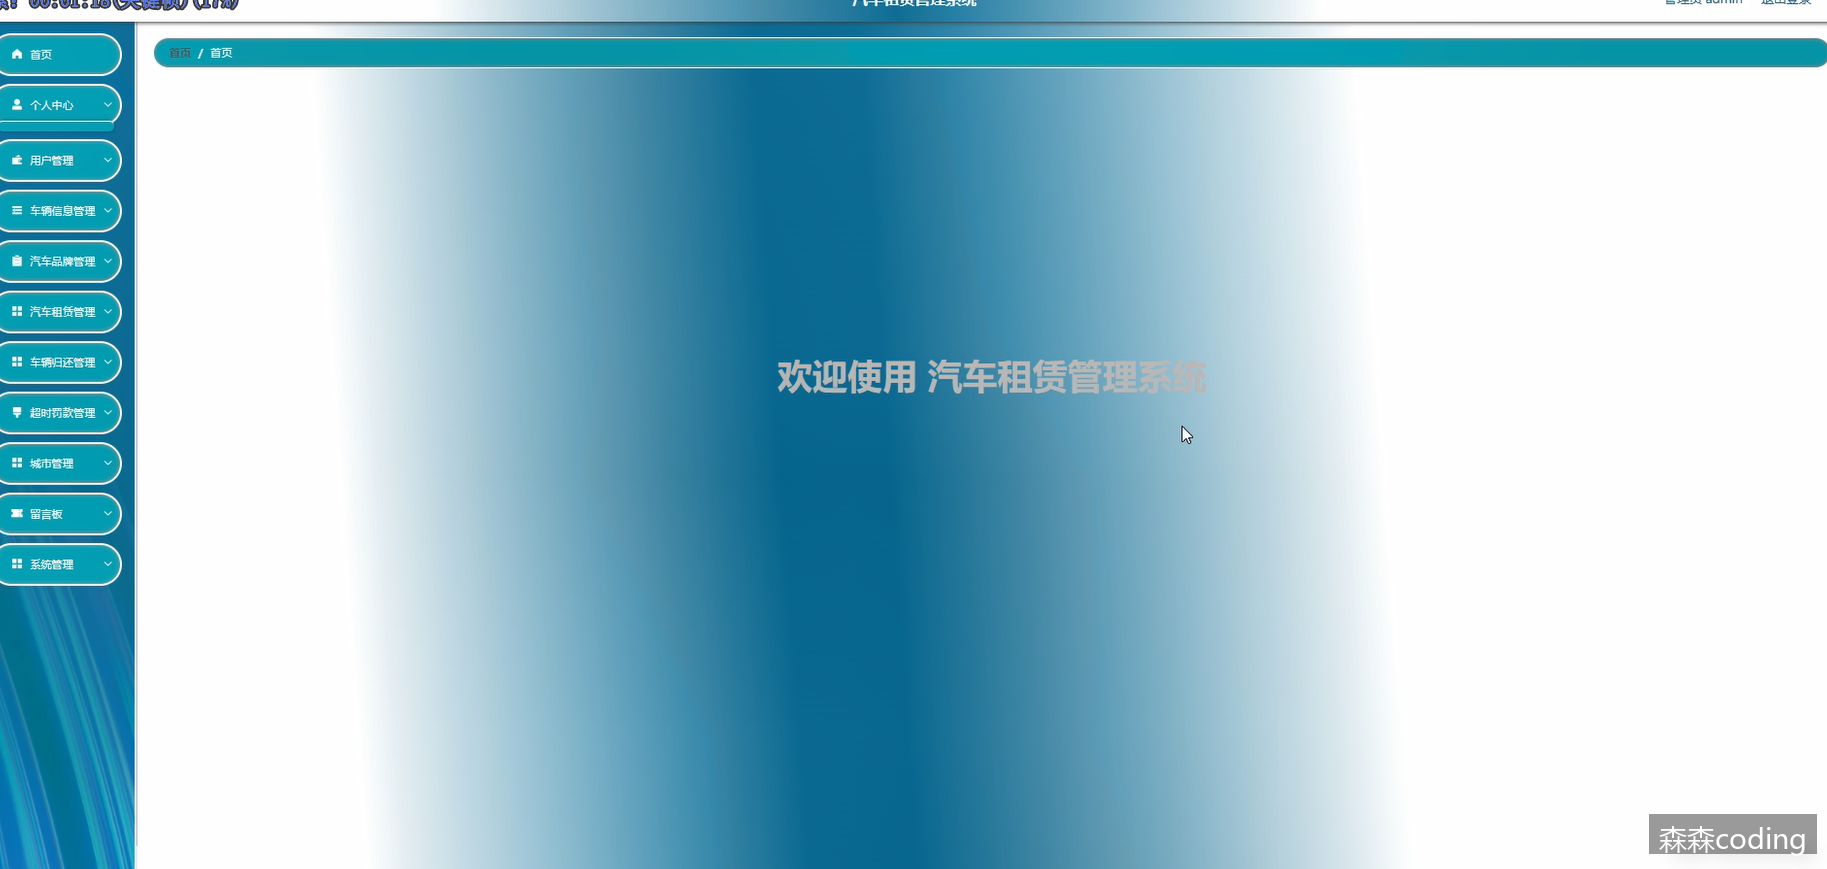 00:01:18(关键帧)(17%)
汽车租赁管理系统
管理员 admin 退出登录
首页
首页 / 首页
个人中心
用户管理
车辆信息管理
汽车品牌管理
汽车租赁管理
车辆归还管理
超时罚款管理
城市管理
留言板
系统管理
欢迎使用 汽车租赁管理系统
森森coding